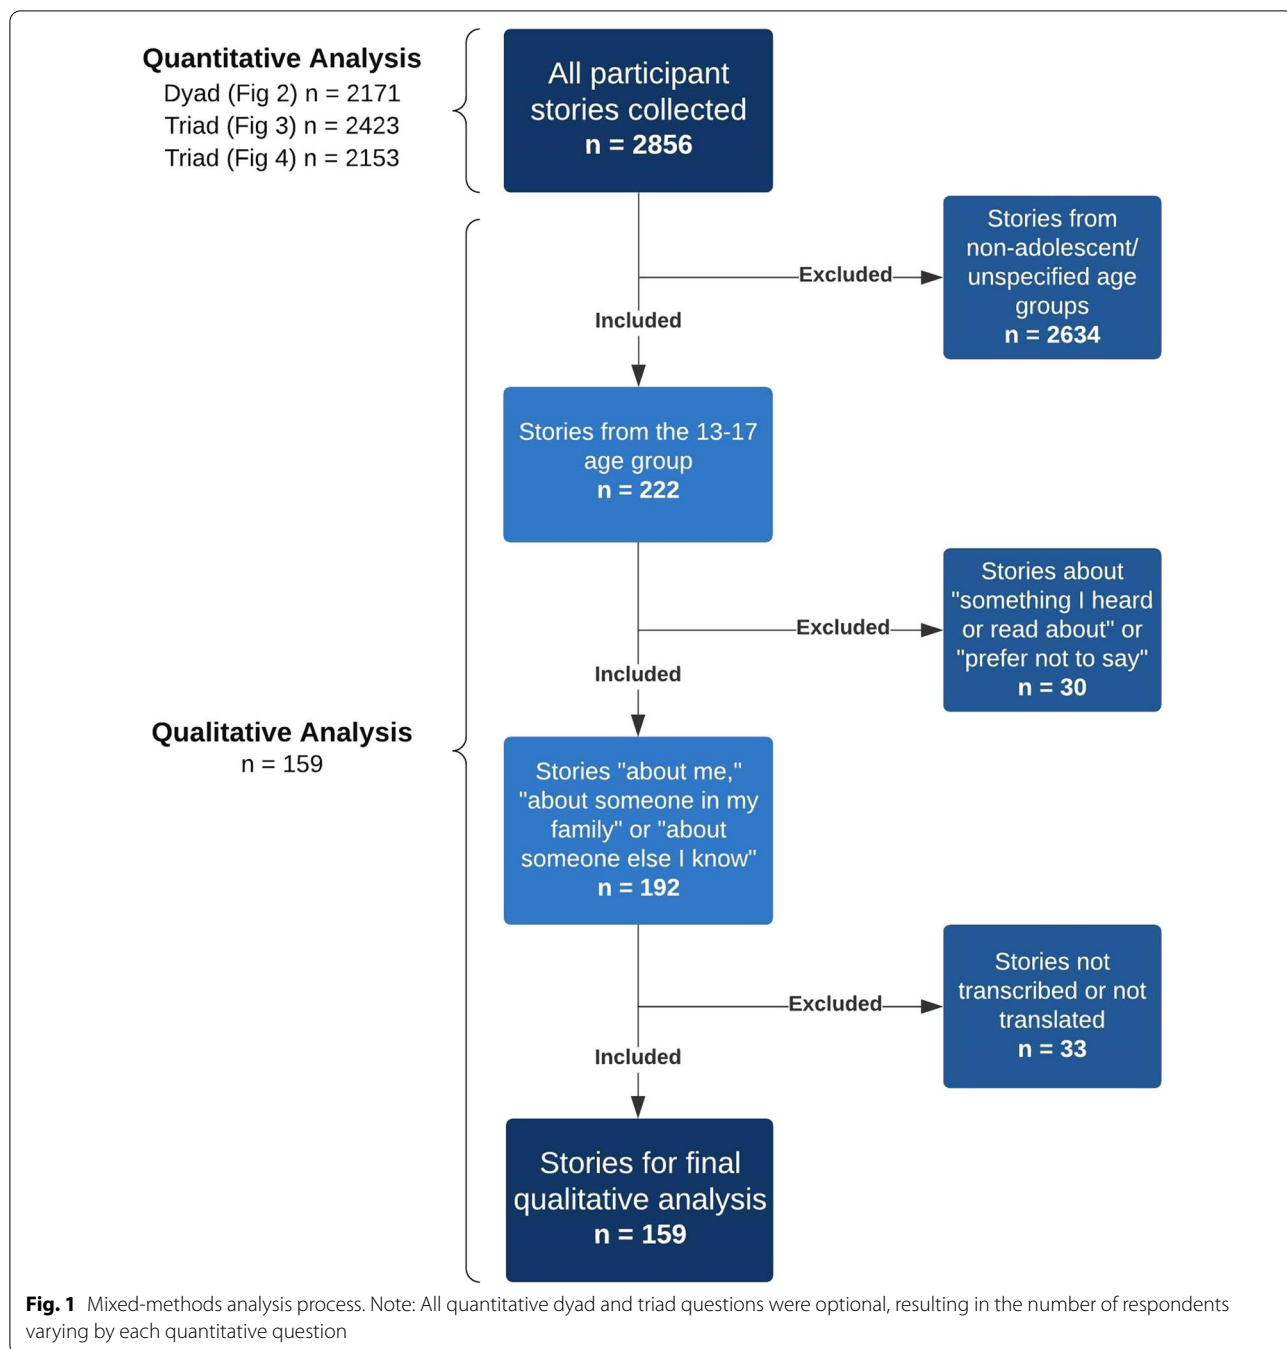 Quantitative Analysis
Dyad (Fig 2) n = 2171
Triad (Fig 3) n = 2423
Triad (Fig 4) n = 2153
All participant
stories collected
n = 2856
Excluded
Stories from
non-adolescent/
unspecified age
groups
n = 2634
Included
Stories from the 13-17
age group
n = 222
Excluded
Stories about
"something I heard
or read about" or
"prefer not to say"
n = 30
Included
Qualitative Analysis
n = 159
Stories "about me,"
"about someone in my
family" or "about
someone else I know"
n = 192
Excluded
Stories not
transcribed or not
translated
n = 33
Included
Stories for final
qualitative analysis
n = 159
Fig. 1 Mixed-methods analysis process. Note: All quantitative dyad and triad questions were optional, resulting in the number of respondents
varying by each quantitative question